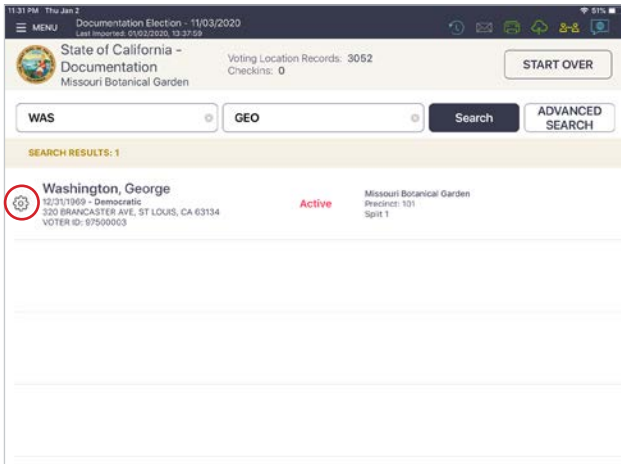 11:31 PM Thu Jan 2
51%
MENU
Documentation Election - 11/03/2020
Last Imported: 01/02/2020, 13:37:59
State of California -
Documentation
Missouri Botanical Garden
Voting Location Records: 3052
Checkins: 0
START OVER
WAS
GEO
Search
ADVANCED
SEARCH
SEARCH RESULTS: 1
Washington, George
12/31/1969 - Democratic
320 BRANCASTER AVE, ST LOUIS, CA 63134
VOTER ID: 97500003
Active
Missouri Botanical Garden
Precinct: 101
Split 1